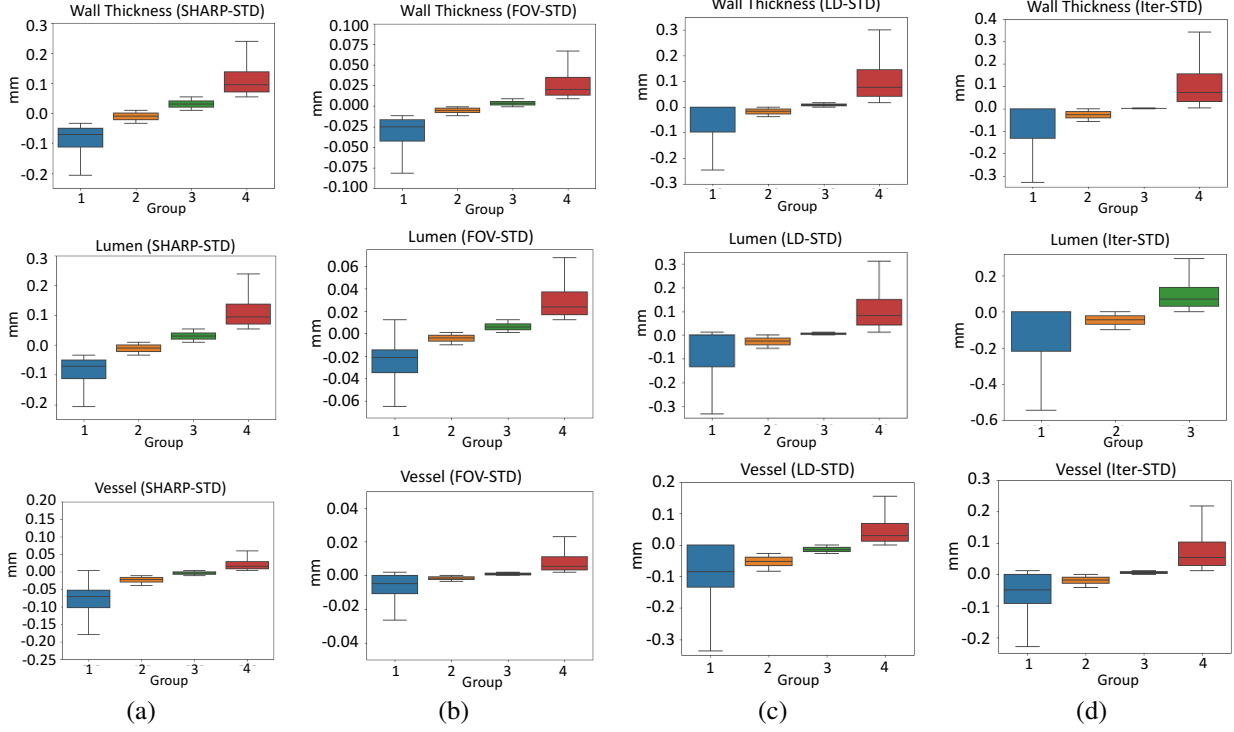 Wall Thickness (SHARP-STD)
0.3
0.2
0.1
0.0
-0.1
-0.2
mm
1 2 3 4
Group
Wall Thickness (FOV-STD)
0.100
0.075
0.050
0.025
0.000
-0.025
-0.050
-0.075
-0.100
mm
1 2 3 4
Group
Wall Thickness (LD-STD)
0.3
0.2
0.1
0.0
-0.1
-0.2
-0.3
mm
1 2 3 4
Group
Wall Thickness (Iter-STD)
0.4
0.3
0.2
0.1
0.0
-0.1
-0.2
-0.3
mm
1 2 3 4
Group
Lumen (SHARP-STD)
0.3
0.2
0.1
0.0
-0.1
-0.2
mm
1 2 3 4
Group
Lumen (FOV-STD)
0.06
0.04
0.02
0.00
-0.02
-0.04
-0.06
mm
1 2 3 4
Group
Lumen (LD-STD)
0.3
0.2
0.1
0.0
-0.1
-0.2
-0.3
mm
1 2 3 4
Group
Lumen (Iter-STD)
0.2
0.0
-0.2
-0.4
-0.6
mm
1 2 3
Group
Vessel (SHARP-STD)
0.20
0.15
0.10
0.05
0.00
-0.05
-0.10
-0.15
-0.20
-0.25
mm
1 2 3 4
Group
Vessel (FOV-STD)
0.04
0.02
0.00
-0.02
-0.04
mm
1 2 3 4
Group
Vessel (LD-STD)
0.2
0.1
0.0
-0.1
-0.2
-0.3
mm
1 2 3 4
Group
Vessel (Iter-STD)
0.3
0.2
0.1
0.0
-0.1
-0.2
mm
1 2 3 4
Group
(a) (b) (c) (d)